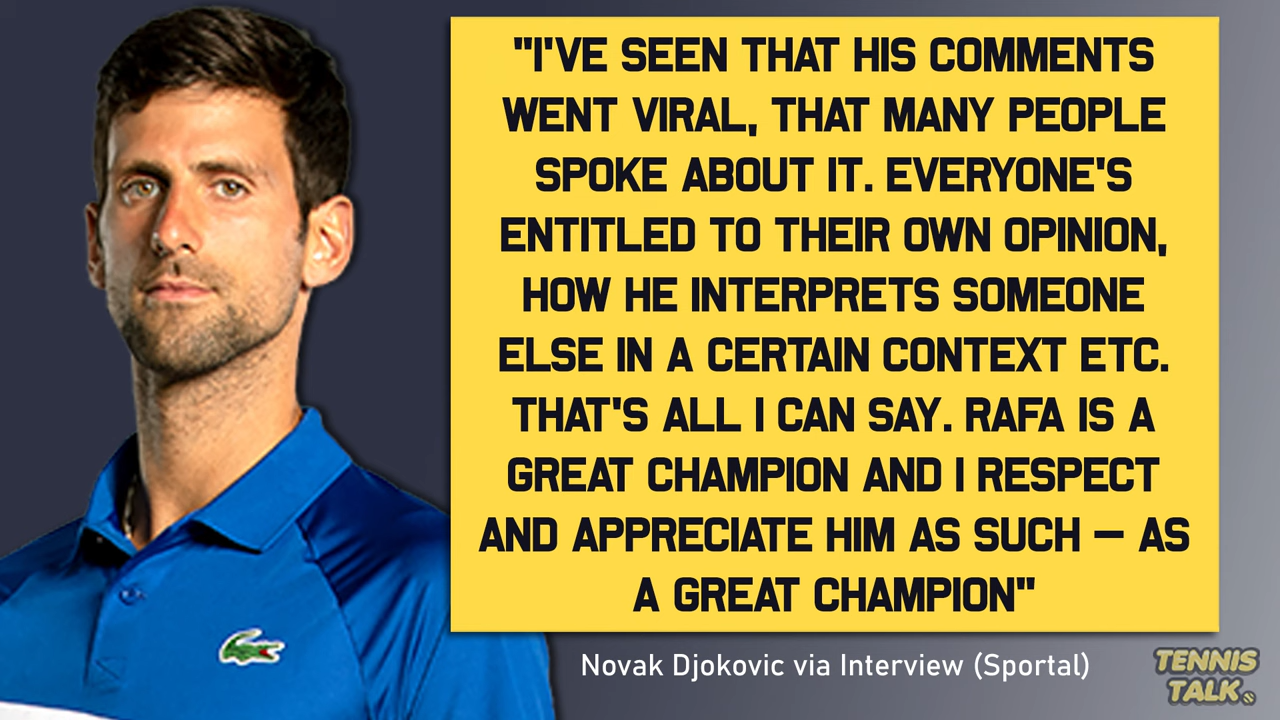 "I'VE SEEN THAT HIS COMMENTS
WENT VIRAL, THAT MANY PEOPLE
SPOKE ABOUT IT. EVERYONE'S
ENTITLED TO THEIR OWN OPINION,
HOW HE INTERPRETS SOMEONE
ELSE IN A CERTAIN CONTEXT ETC.
THAT'S ALL I CAN SAY. RAFA IS A
GREAT CHAMPION AND I RESPECT
AND APPRECIATE HIM AS SUCH – AS
A GREAT CHAMPION"
Novak Djokovic via Interview (Sportal)
TENNIS
TALK